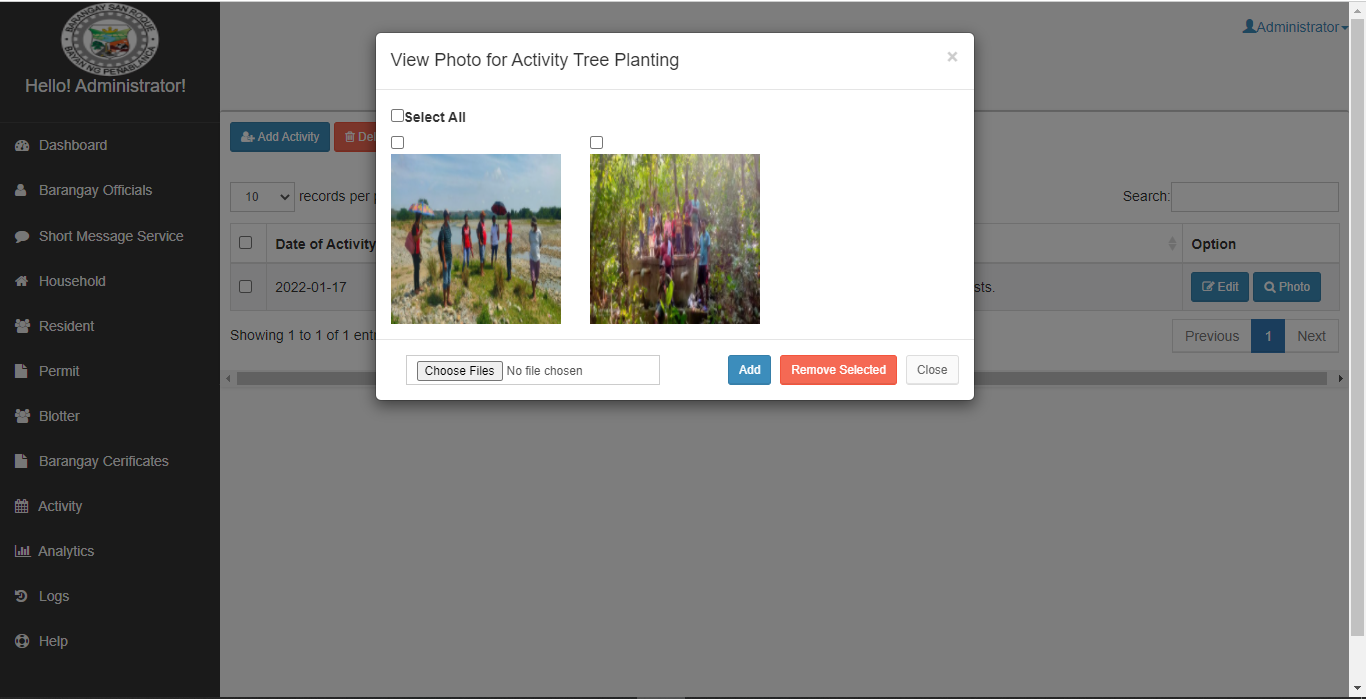 BARANGAY SAN ROQUE
BAYAN NG PEÑABLANCA
Hello! Administrator!
Dashboard
Barangay Officials
Short Message Service
Household
Resident
Permit
Blotter
Barangay Cerificates
Activity
Analytics
Logs
Help
Administrator
Add Activity
Del
10 records per
Search:
Date of Activity
Option
2022-01-17
sts.
Edit Photo
Showing 1 to 1 of 1 ent
Previous 1 Next
View Photo for Activity Tree Planting
×
Select All
Choose Files No file chosen
Add
Remove Selected
Close